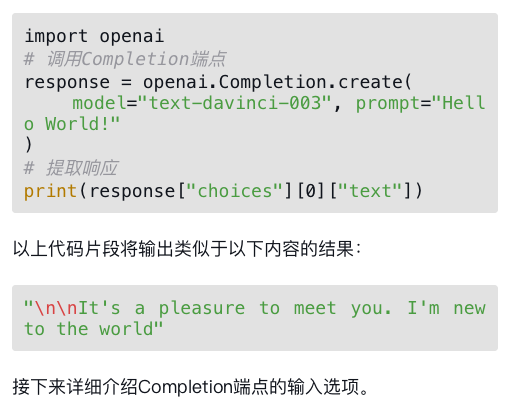 import openai
# 调用Completion端点
response = openai.Completion.create(
    model="text-davinci-003", prompt="Hell
o World!"
)
# 提取响应
print(response["choices"][0]["text"])
以上代码片段将输出类似于以下内容的结果：
"\n\nIt's a pleasure to meet you. I'm new
to the world"
接下来详细介绍Completion端点的输入选项。